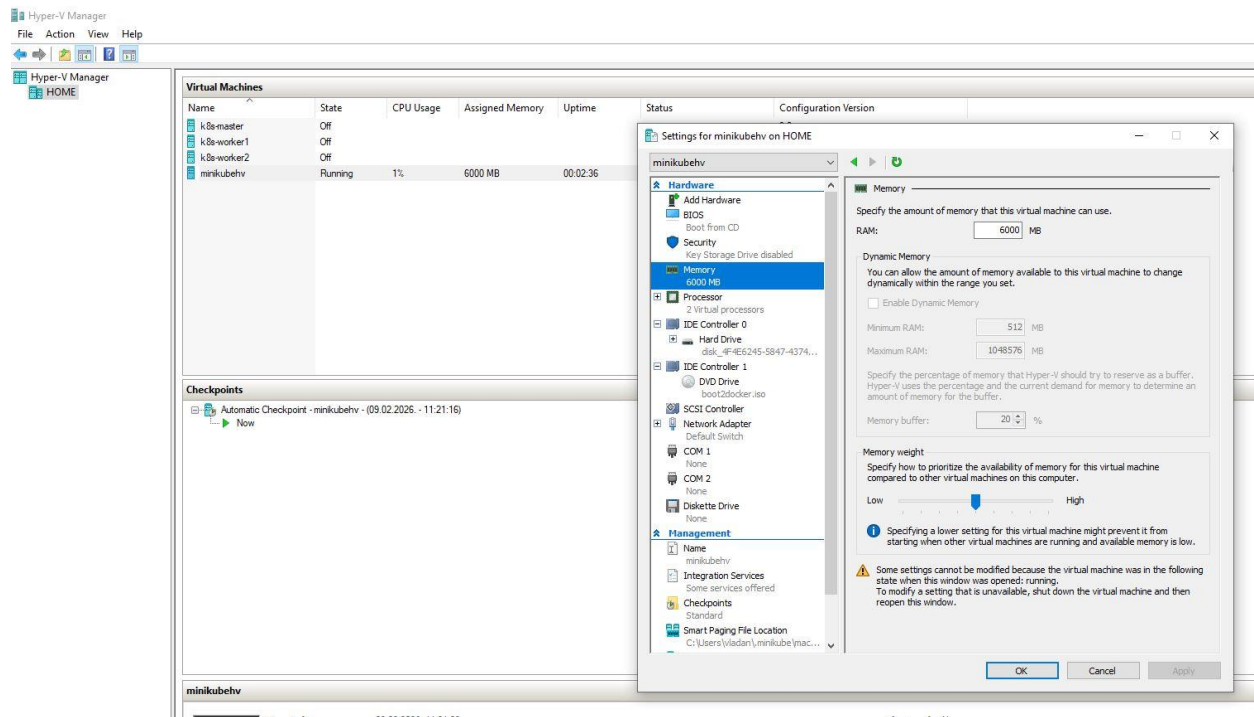 Hyper-V Manager
File Action View Help
Hyper-V Manager
HOME
Virtual Machines
Name State CPU Usage Assigned Memory Uptime Status Configuration Version
k8s-master Off
k8s-worker1 Off
k8s-worker2 Off
minikubehv Running 1% 6000 MB 00:02:36
Checkpoints
Automatic Checkpoint - minikubehv - (09.02.2026. - 11:21:16)
Now
minikubehv
Settings for minikubehv on HOME
minikubehv
Hardware
Add Hardware
BIOS
Boot from CD
Security
Key Storage Drive disabled
Memory
6000 MB
Processor
2 Virtual processors
IDE Controller 0
Hard Drive
disk_4F4E6245-5847-4374...
IDE Controller 1
DVD Drive
boot2docker.iso
SCSI Controller
Network Adapter
Default Switch
COM 1
None
COM 2
None
Diskette Drive
None
Management
Name
minikubehv
Integration Services
Some services offered
Checkpoints
Standard
Smart Paging File Location
C:\Users\vladan\.minikube\mac...
Memory
Specify the amount of memory that this virtual machine can use.
RAM: 6000 MB
Dynamic Memory
You can allow the amount of memory available to this virtual machine to change
dynamically within the range you set.
Enable Dynamic Memory
Minimum RAM: 512 MB
Maximum RAM: 1048576 MB
Specify the percentage of memory that Hyper-V should try to reserve as a buffer.
Hyper-V uses the percentage and the current demand for memory to determine an
amount of memory for the buffer.
Memory buffer: 20 %
Memory weight
Specify how to prioritize the availability of memory for this virtual machine
compared to other virtual machines on this computer.
Low High
Specifying a lower setting for this virtual machine might prevent it from
starting when other virtual machines are running and available memory is low.
Some settings cannot be modified because the virtual machine was in the following
state when this window was opened: running.
To modify a setting that is unavailable, shut down the virtual machine and then
reopen this window.
OK Cancel Apply